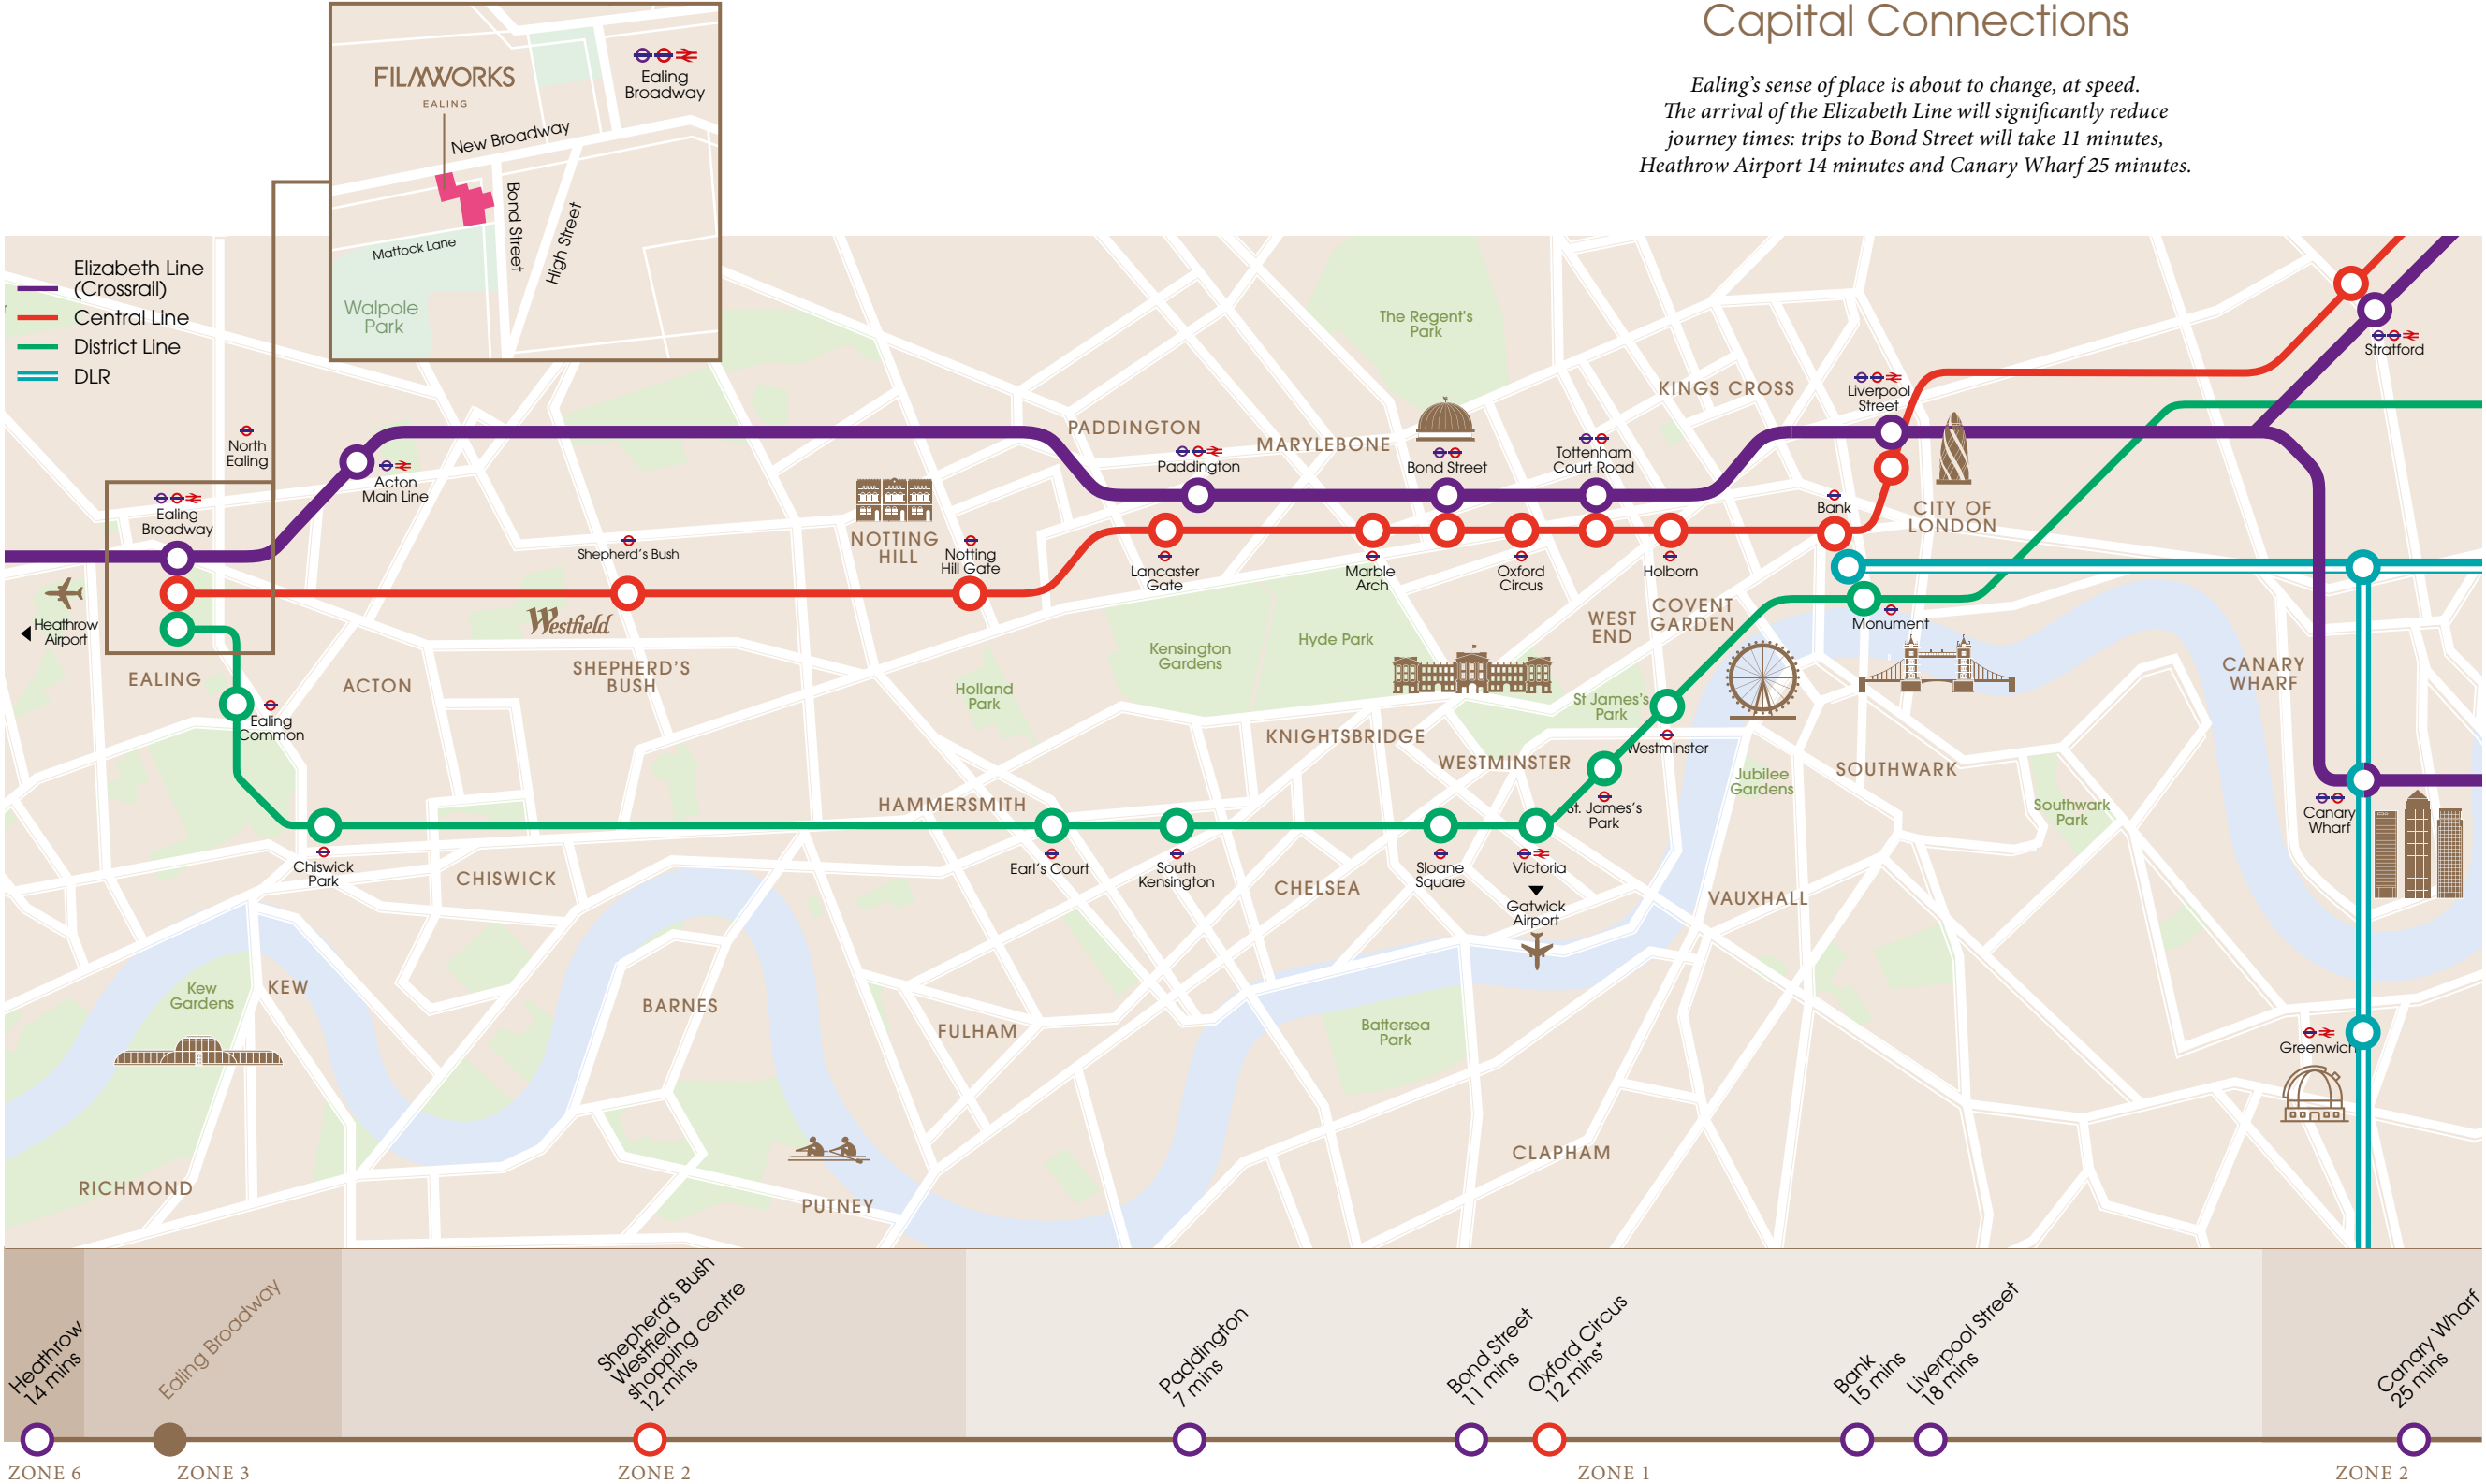 Capital Connections
Ealing’s sense of place is about to change, at speed.
The arrival of the Elizabeth Line will significantly reduce
journey times: trips to Bond Street will take 11 minutes,
Heathrow Airport 14 minutes and Canary Wharf 25 minutes.
FILMWORKS
EALING
Ealing
Broadway
New Broadway
Bond Street
High Street
Mattock Lane
Walpole
Park
Elizabeth Line
(Crossrail)
Central Line
District Line
DLR
North
Ealing
Ealing
Broadway
Acton
Main Line
Heathrow
Airport
EALING
Ealing
Common
ACTON
Shepherd’s Bush
Westfield
SHEPHERD’S
BUSH
NOTTING
HILL
Notting
Hill Gate
PADDINGTON
Paddington
MARYLEBONE
The Regent’s
Park
Bond Street
Tottenham
Court Road
KINGS CROSS
Liverpool
Street
Stratford
Bank
CITY OF
LONDON
Lancaster
Gate
Marble
Arch
Oxford
Circus
Holborn
WEST
END
COVENT
GARDEN
Monument
Kensington
Gardens
Hyde Park
Holland
Park
St James’s
Park
Westminster
KNIGHTSBRIDGE
WESTMINSTER
St. James’s
Park
Jubilee
Gardens
SOUTHWARK
Southwark
Park
CANARY
WHARF
Canary
Wharf
HAMMERSMITH
Chiswick
Park
CHISWICK
Earl’s Court
South
Kensington
CHELSEA
Sloane
Square
Victoria
Gatwick
Airport
VAUXHALL
Kew
Gardens
KEW
BARNES
FULHAM
Battersea
Park
Greenwich
CLAPHAM
RICHMOND
PUTNEY
Heathrow
14 mins
Ealing Broadway
Shepherd's Bush
Westfield
shopping centre
12 mins
Paddington
7 mins
Bond Street
11 mins
Oxford Circus
12 mins*
Bank
15 mins
Liverpool Street
18 mins
Canary Wharf
25 mins
ZONE 6
ZONE 3
ZONE 2
ZONE 1
ZONE 2